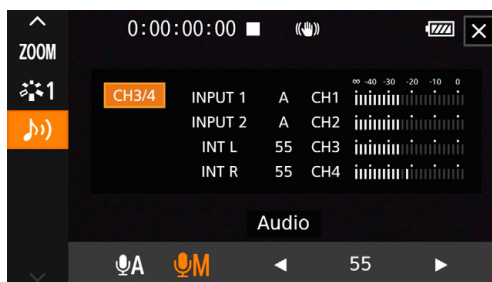 0:00:00:00
ZOOM
1
∞ -40 -30 -20 -10 0
CH3/4 INPUT 1 A CH1
INPUT 2 A CH2
INT L 55 CH3
INT R 55 CH4
Audio
A M 55